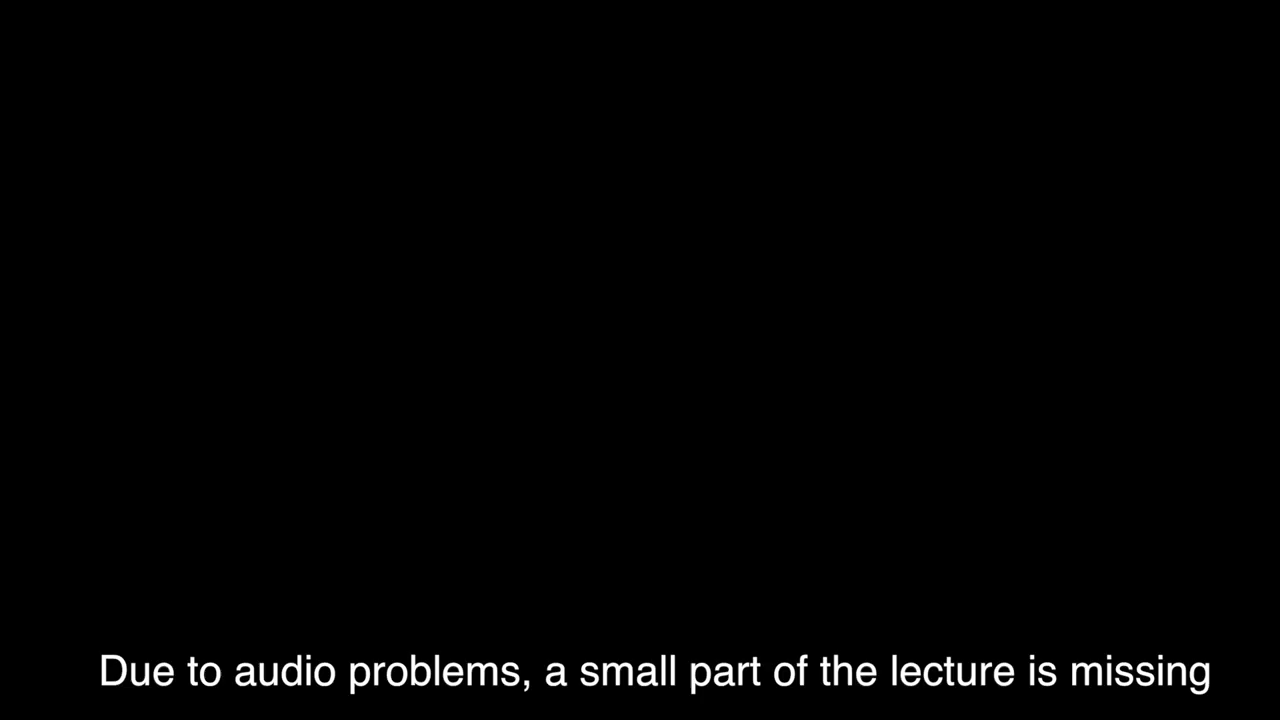 Due to audio problems, a small part of the lecture is missing